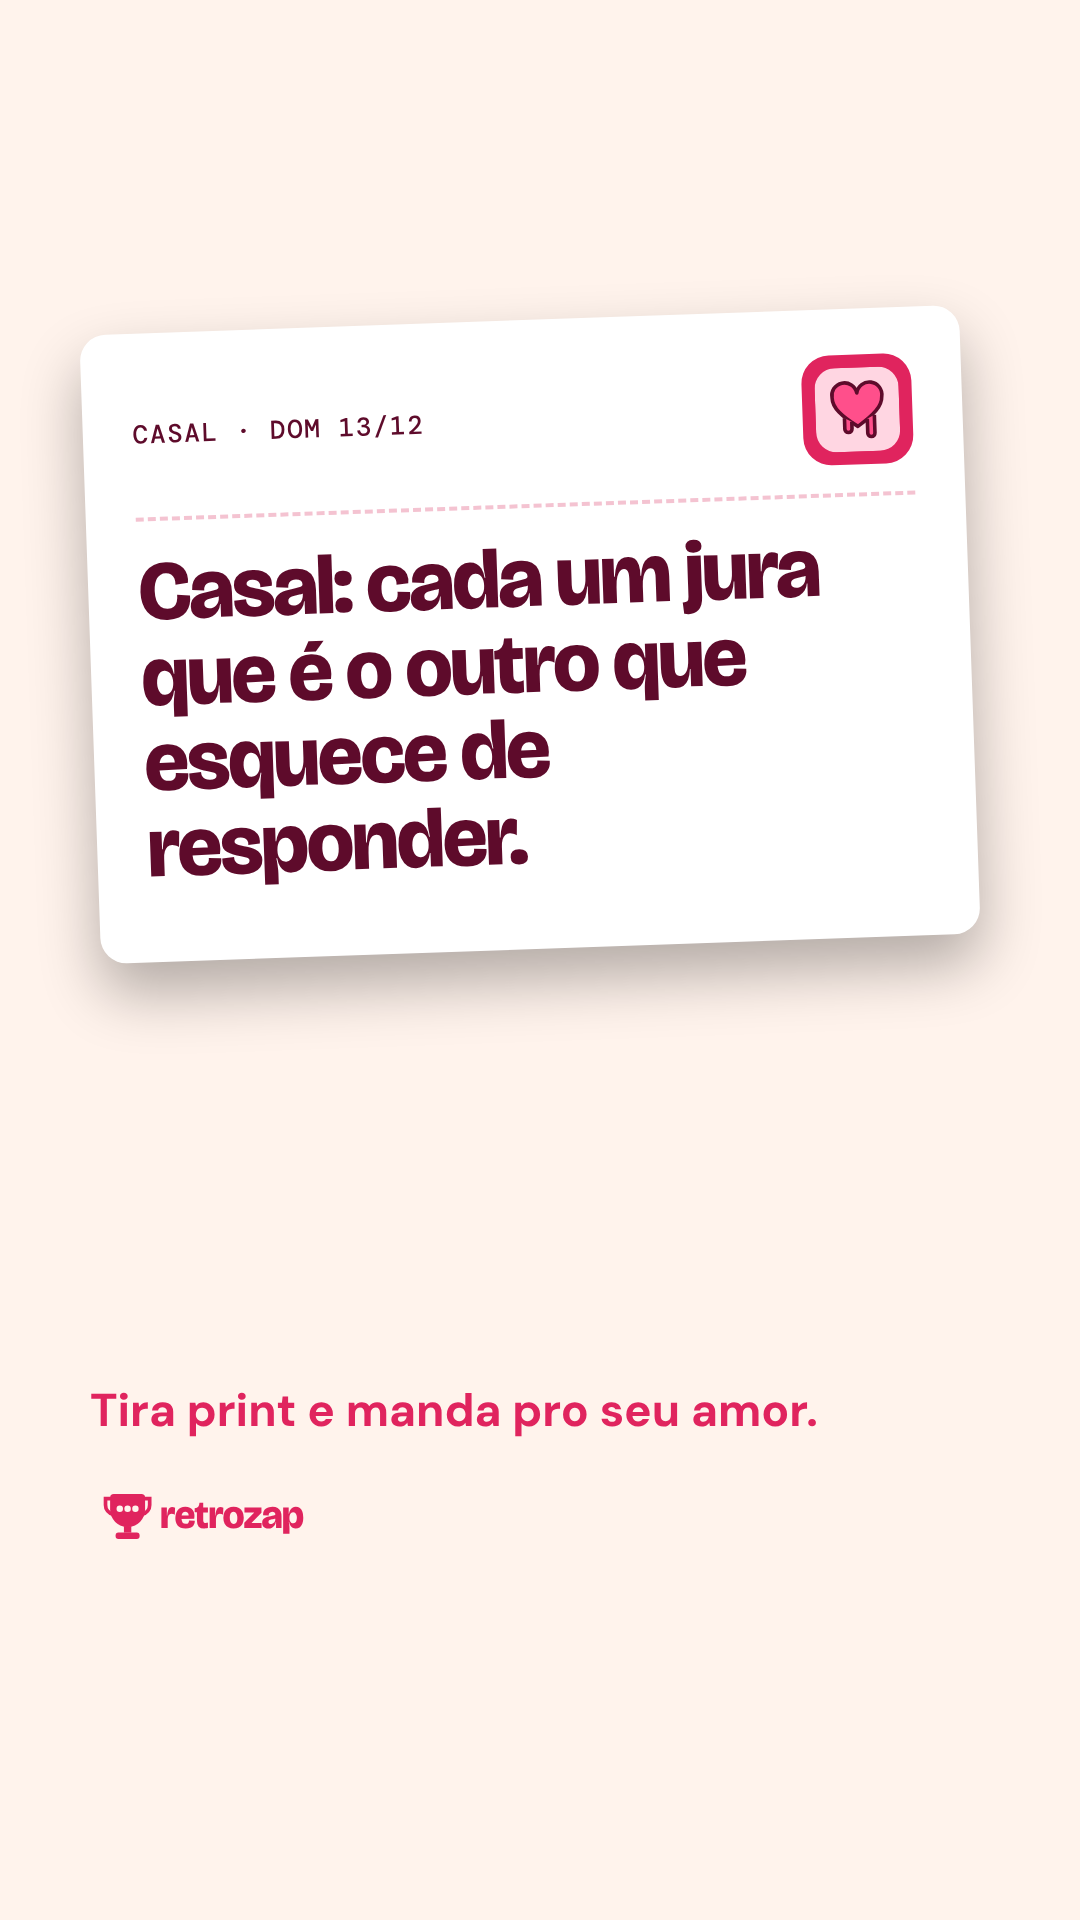 CASAL · DOM 13/12
Casal: cada um jura
que é o outro que
esquece de
responder.
Tira print e manda pro seu amor.
retrozap